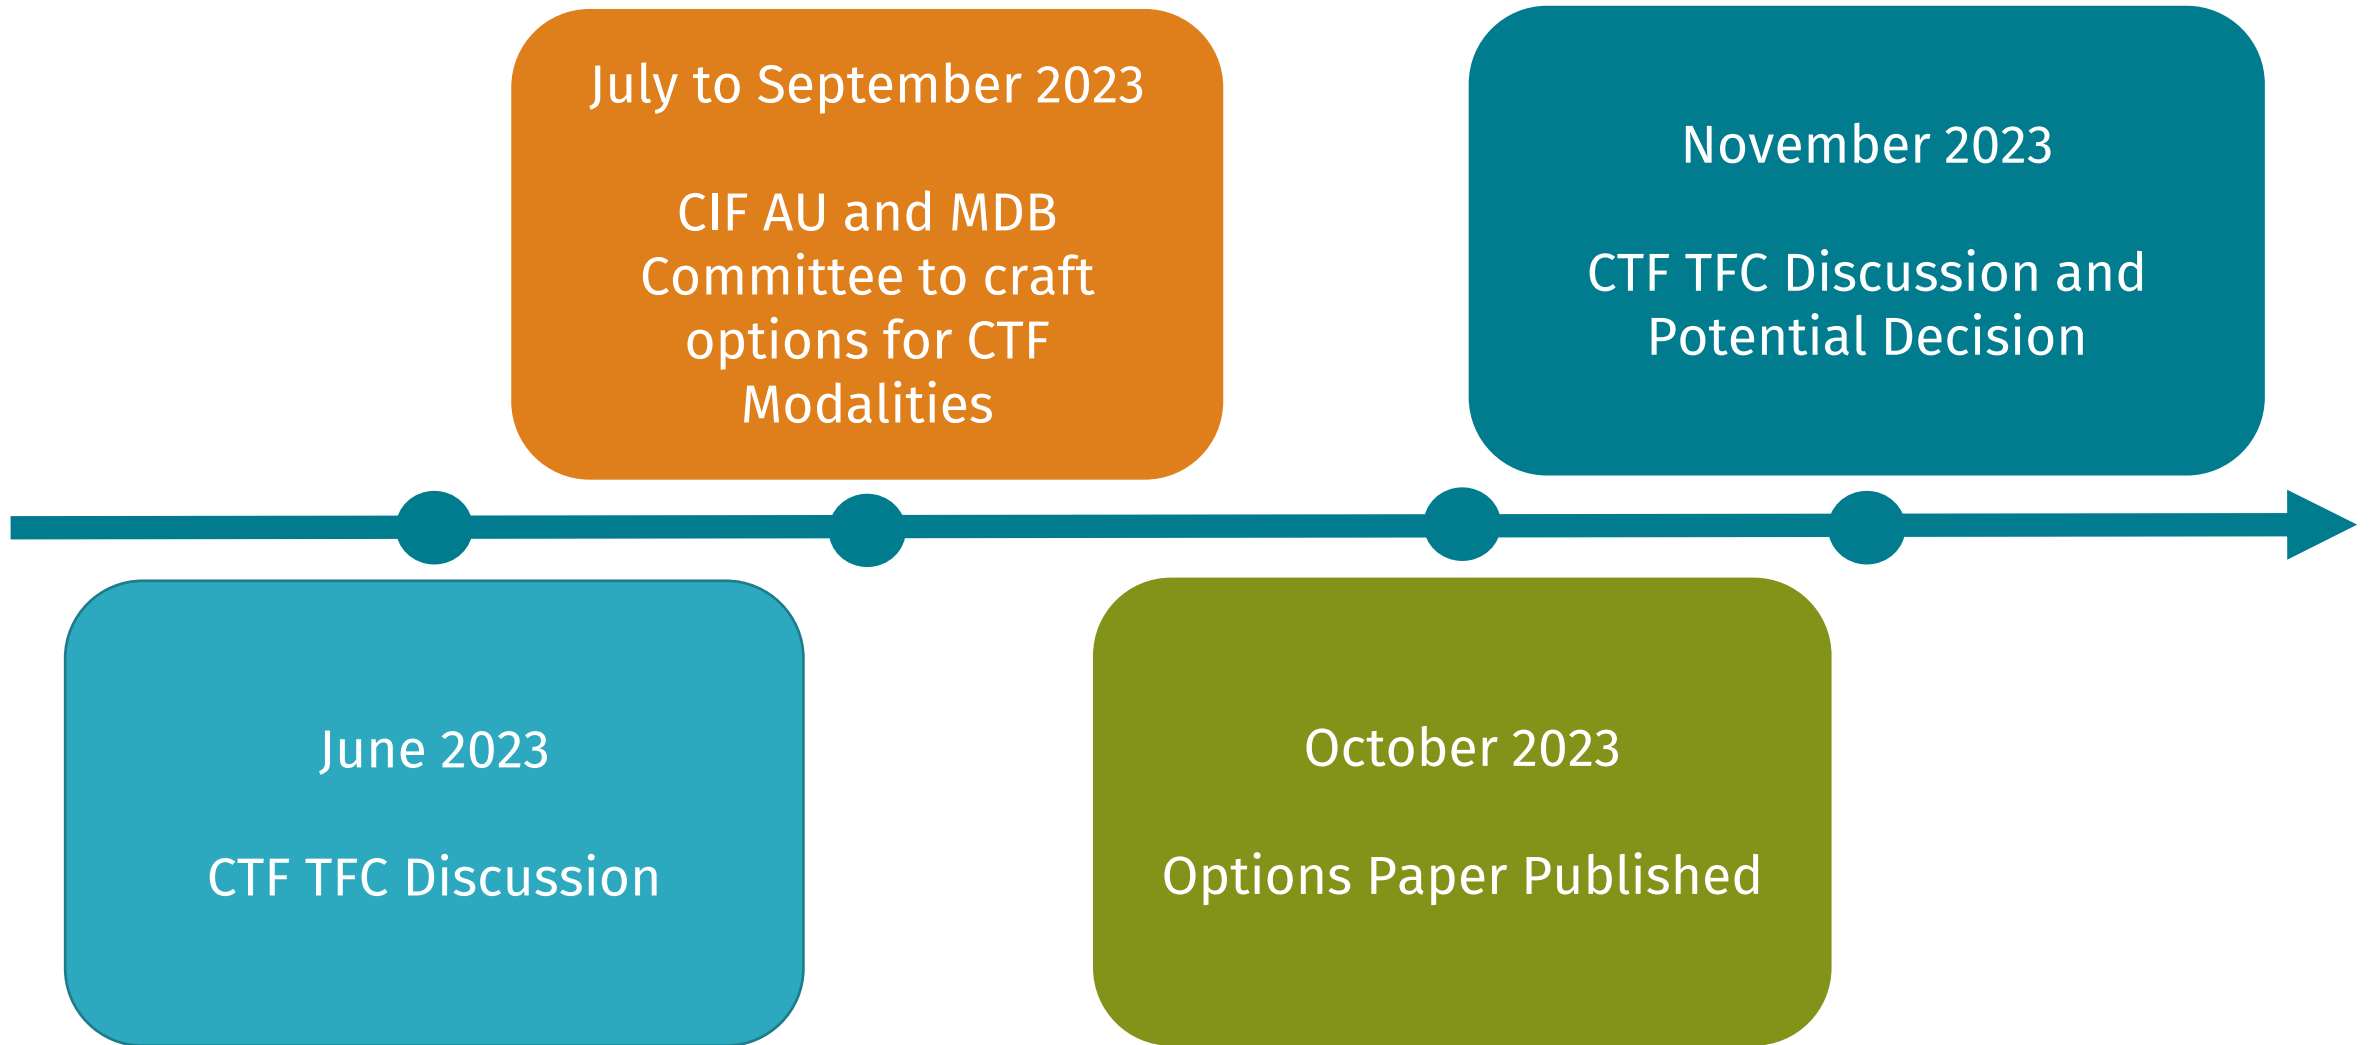 July to September 2023
CIF AU and MDB
Committee to craft
options for CTF
Modalities
November 2023
CTF TFC Discussion and
Potential Decision
June 2023
CTF TFC Discussion
October 2023
Options Paper Published